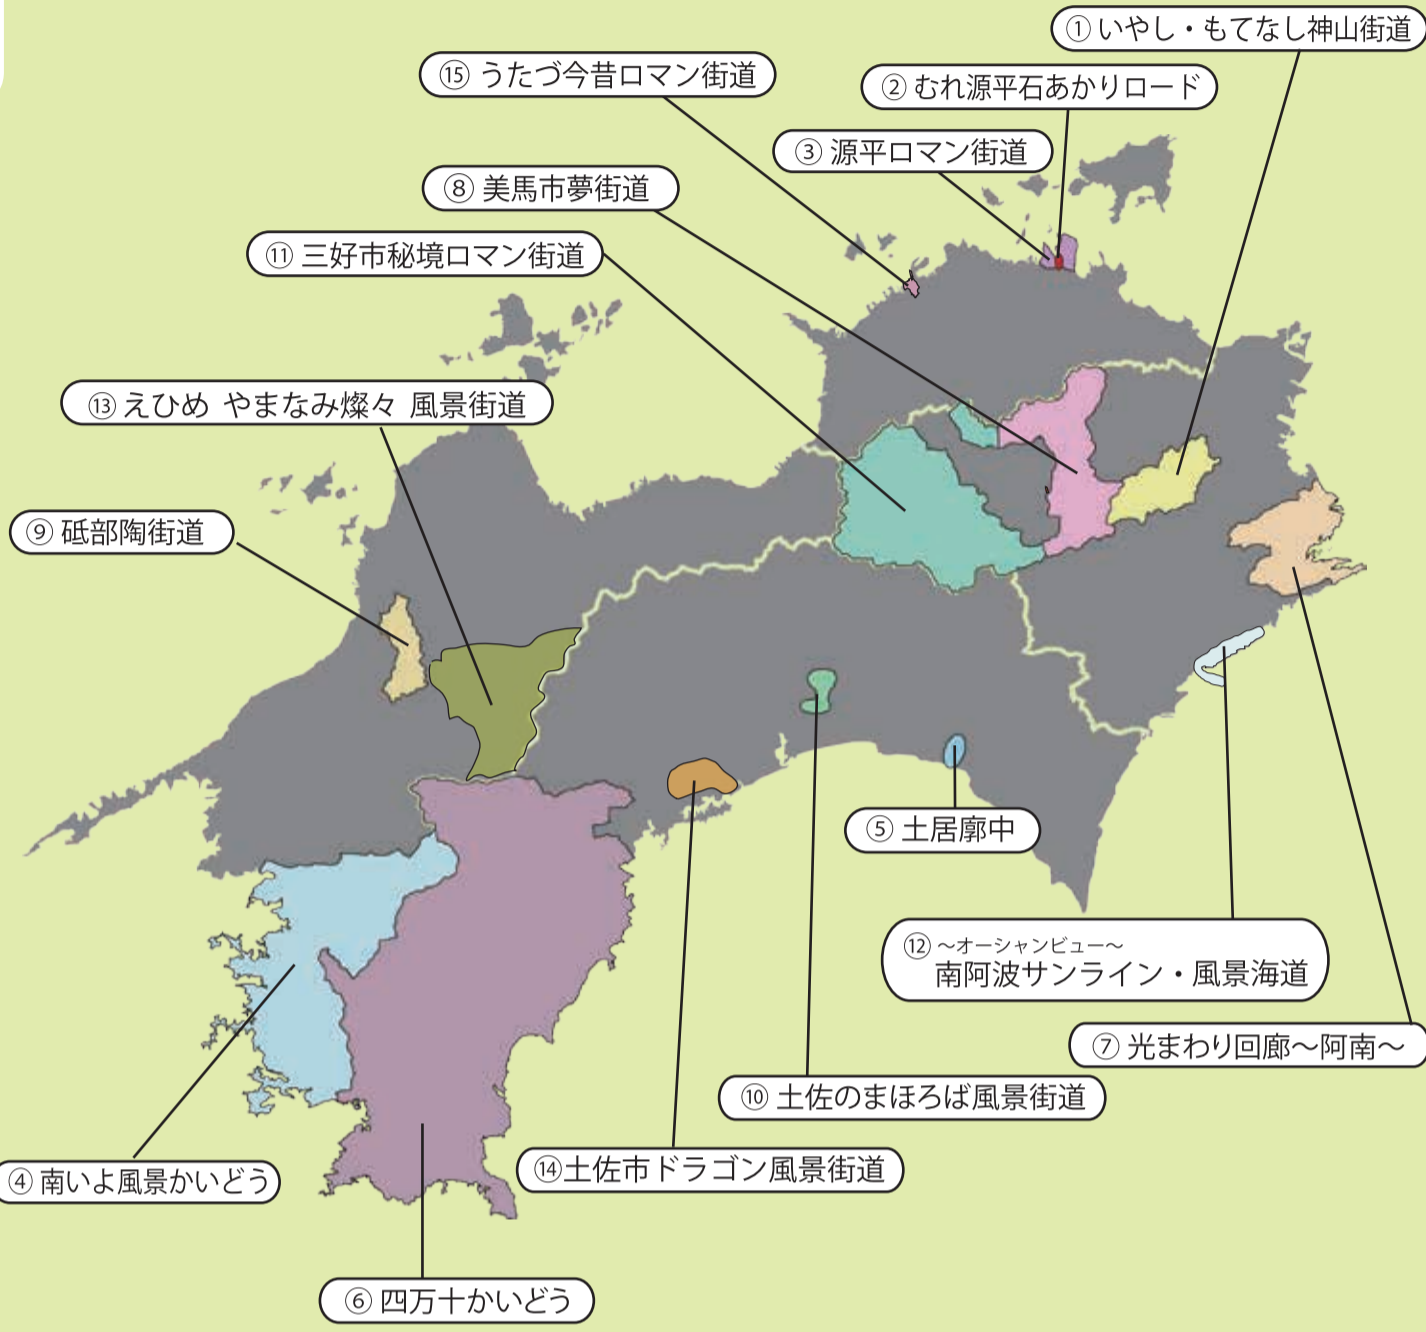 ① いやし・もてなし神山街道
⑮ うたづ今昔ロマン街道
② むれ源平石あかりロード
③ 源平ロマン街道
⑧ 美馬市夢街道
⑪ 三好市秘境ロマン街道
⑬ えひめ やまなみ燦々 風景街道
⑨ 砥部陶街道
⑤ 土居廓中
⑫ ～オーシャンビュー～
南阿波サンライン・風景海道
⑦ 光まわり回廊～阿南～
⑩ 土佐のまほろば風景街道
⑭土佐市ドラゴン風景街道
④ 南いよ風景かいどう
⑥ 四万十かいどう